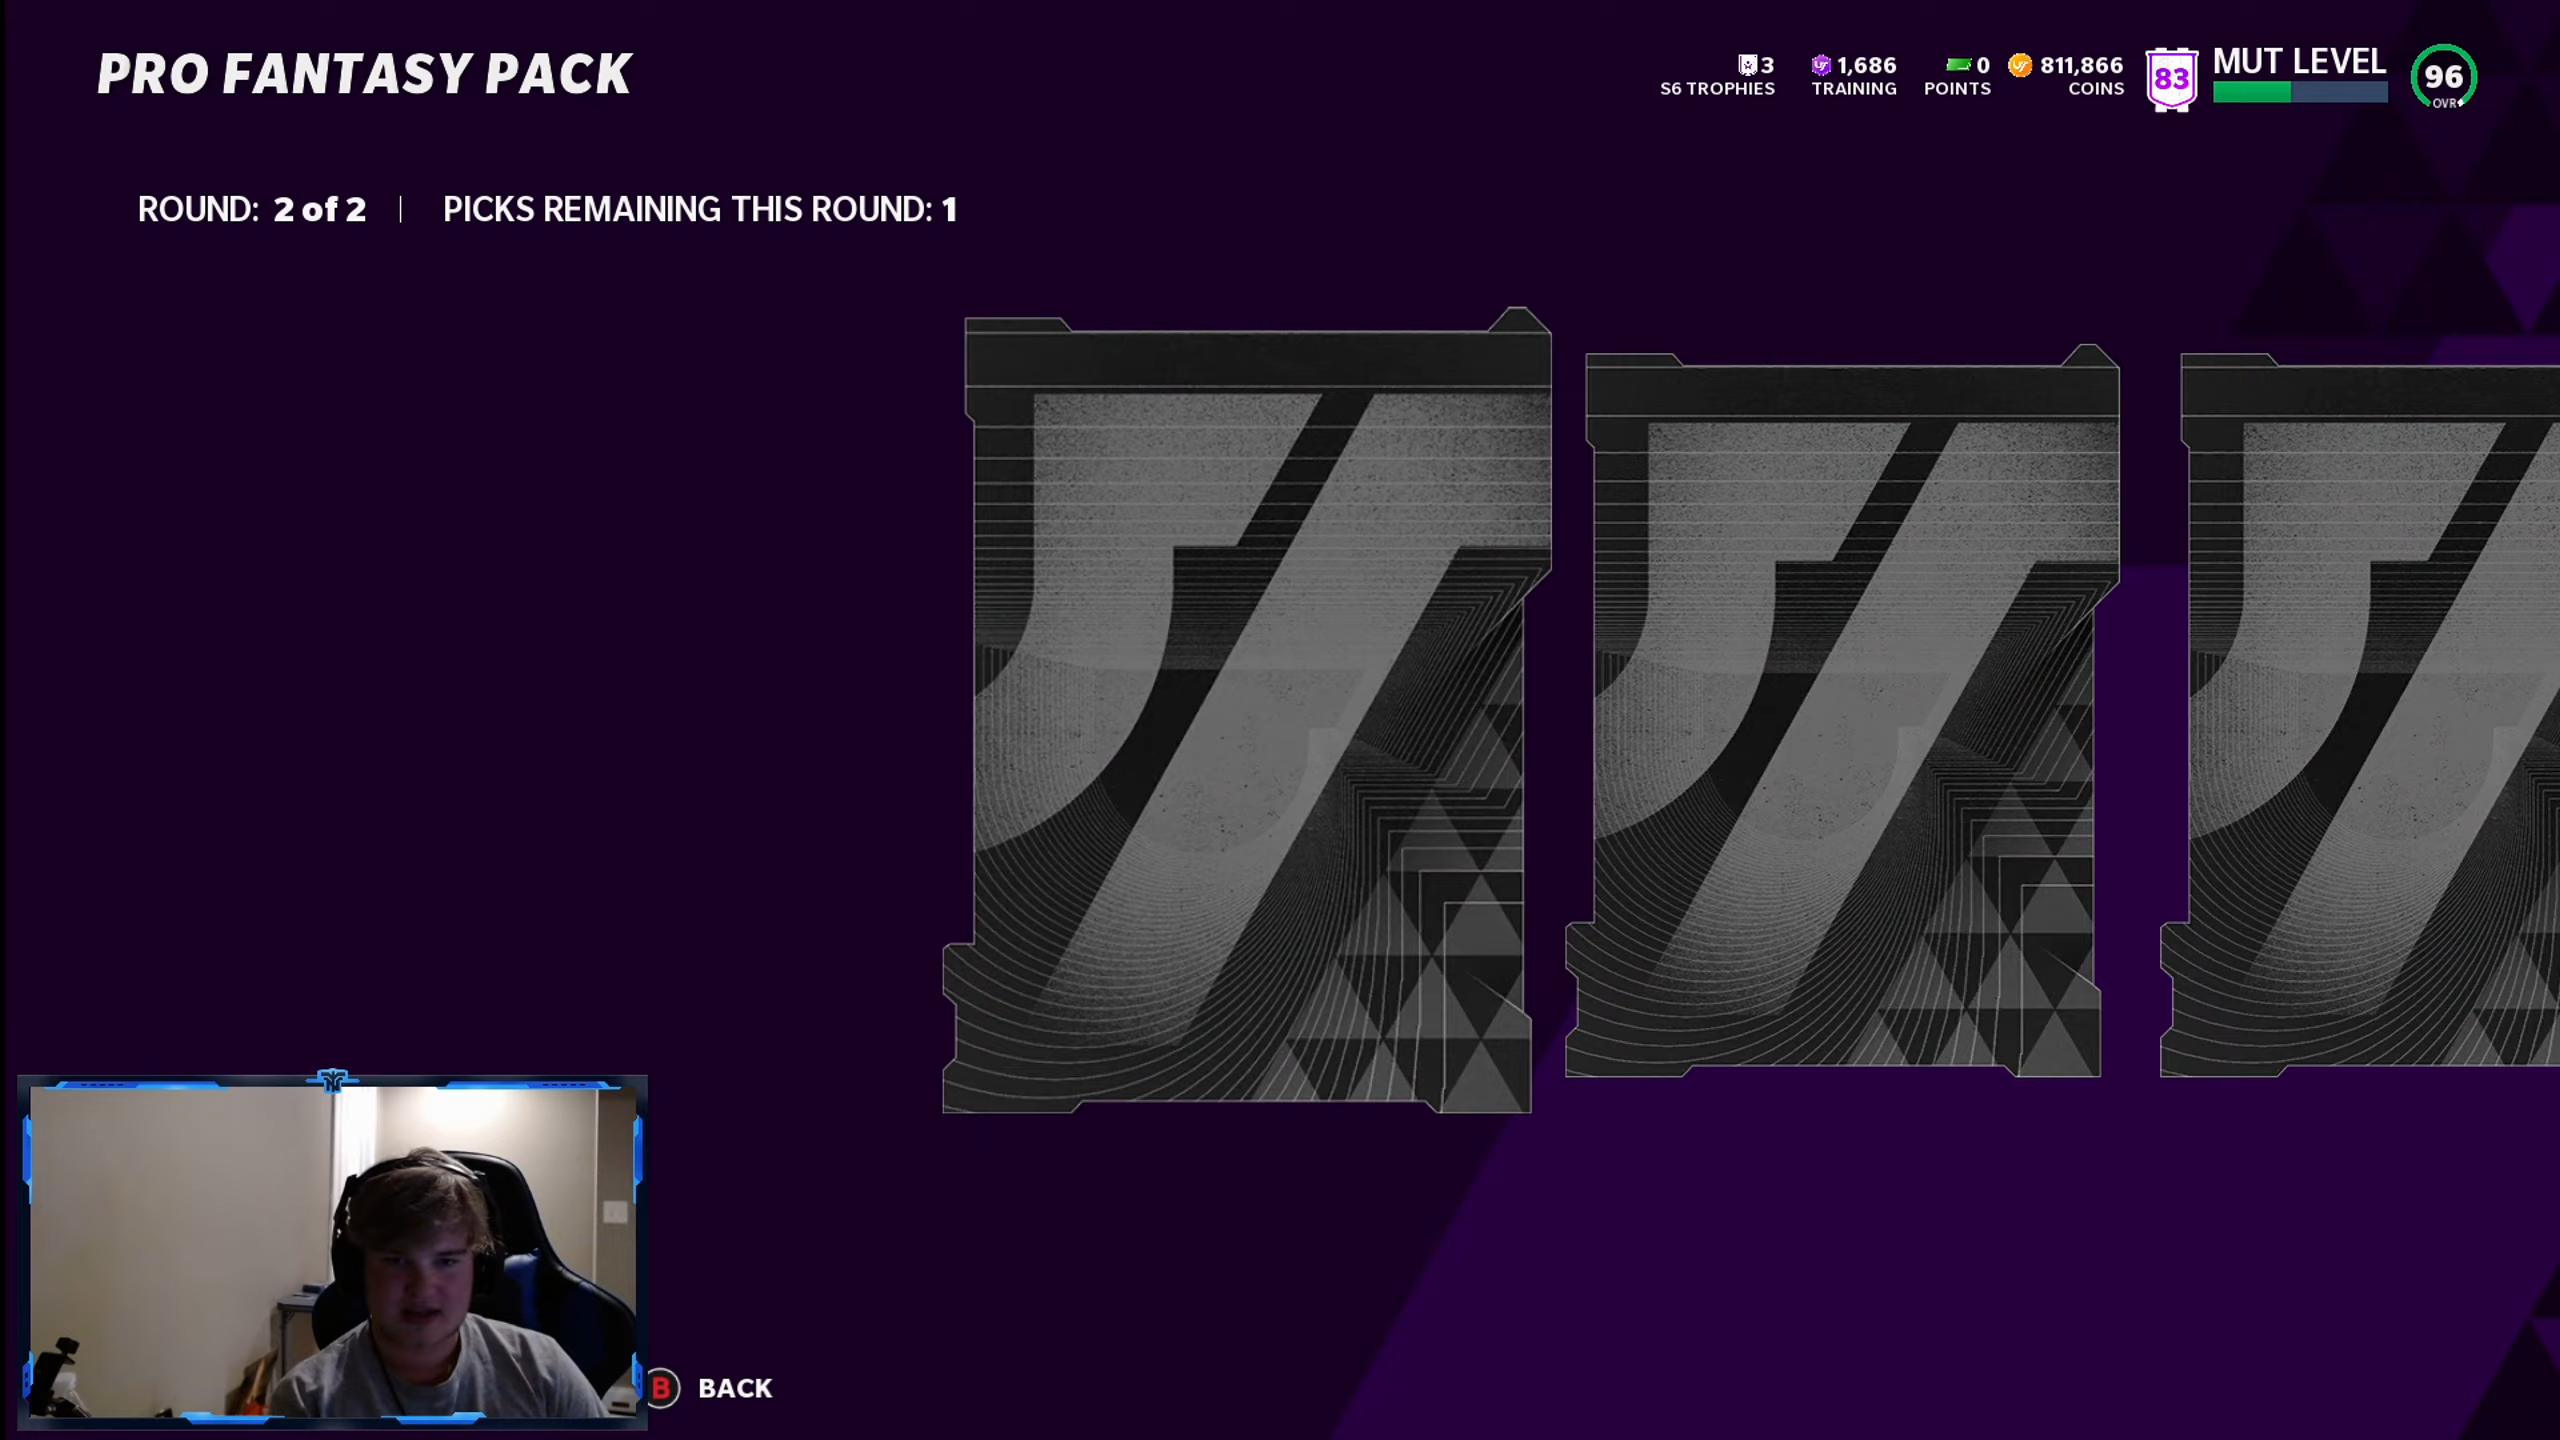 PRO FANTASY PACK
3
S6 TROPHIES
1,686
TRAINING
0
POINTS
811,866
COINS
83
MUT LEVEL
96
OVR
ROUND: 2 of 2 | PICKS REMAINING THIS ROUND: 1
B BACK